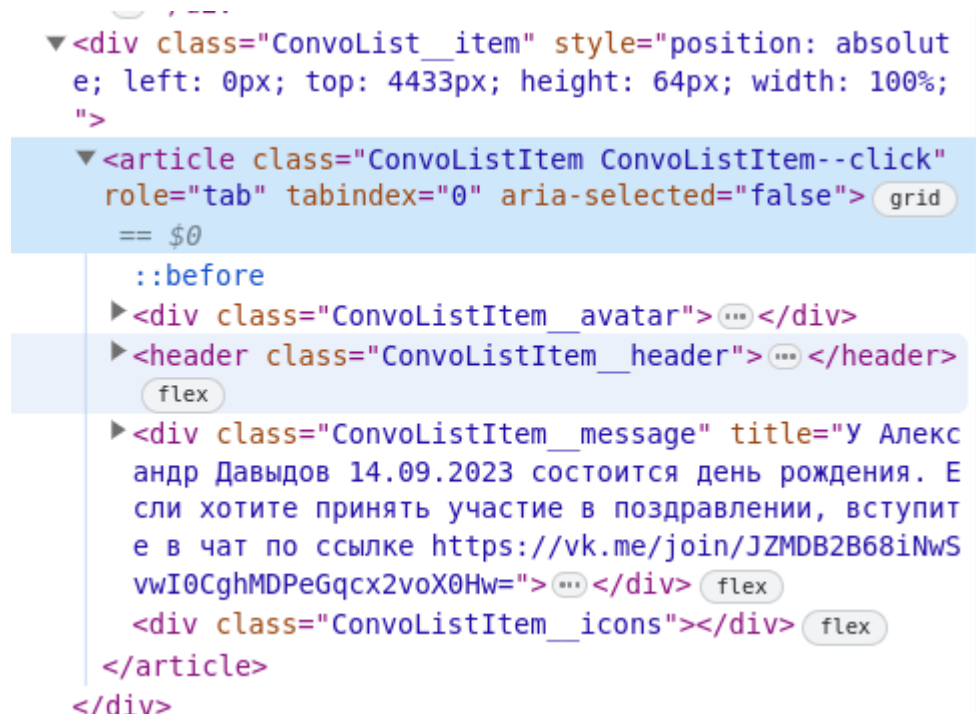 ▼<div class="ConvoList__item" style="position: absolut
e; left: 0px; top: 4433px; height: 64px; width: 100%;
">
▼<article class="ConvoListItem ConvoListItem--click"
role="tab" tabindex="0" aria-selected="false"> grid
== $0
::before
▶<div class="ConvoListItem__avatar">⋯</div>
▶<header class="ConvoListItem__header">⋯</header>
flex
▶<div class="ConvoListItem__message" title="У Алекс
андр Давыдов 14.09.2023 состоится день рождения. Е
сли хотите принять участие в поздравлении, вступит
е в чат по ссылке https://vk.me/join/JZMDB2B68iNwS
vwI0CghMDPeGqcx2voX0Hw=">⋯</div> flex
<div class="ConvoListItem__icons"></div> flex
</article>
</div>